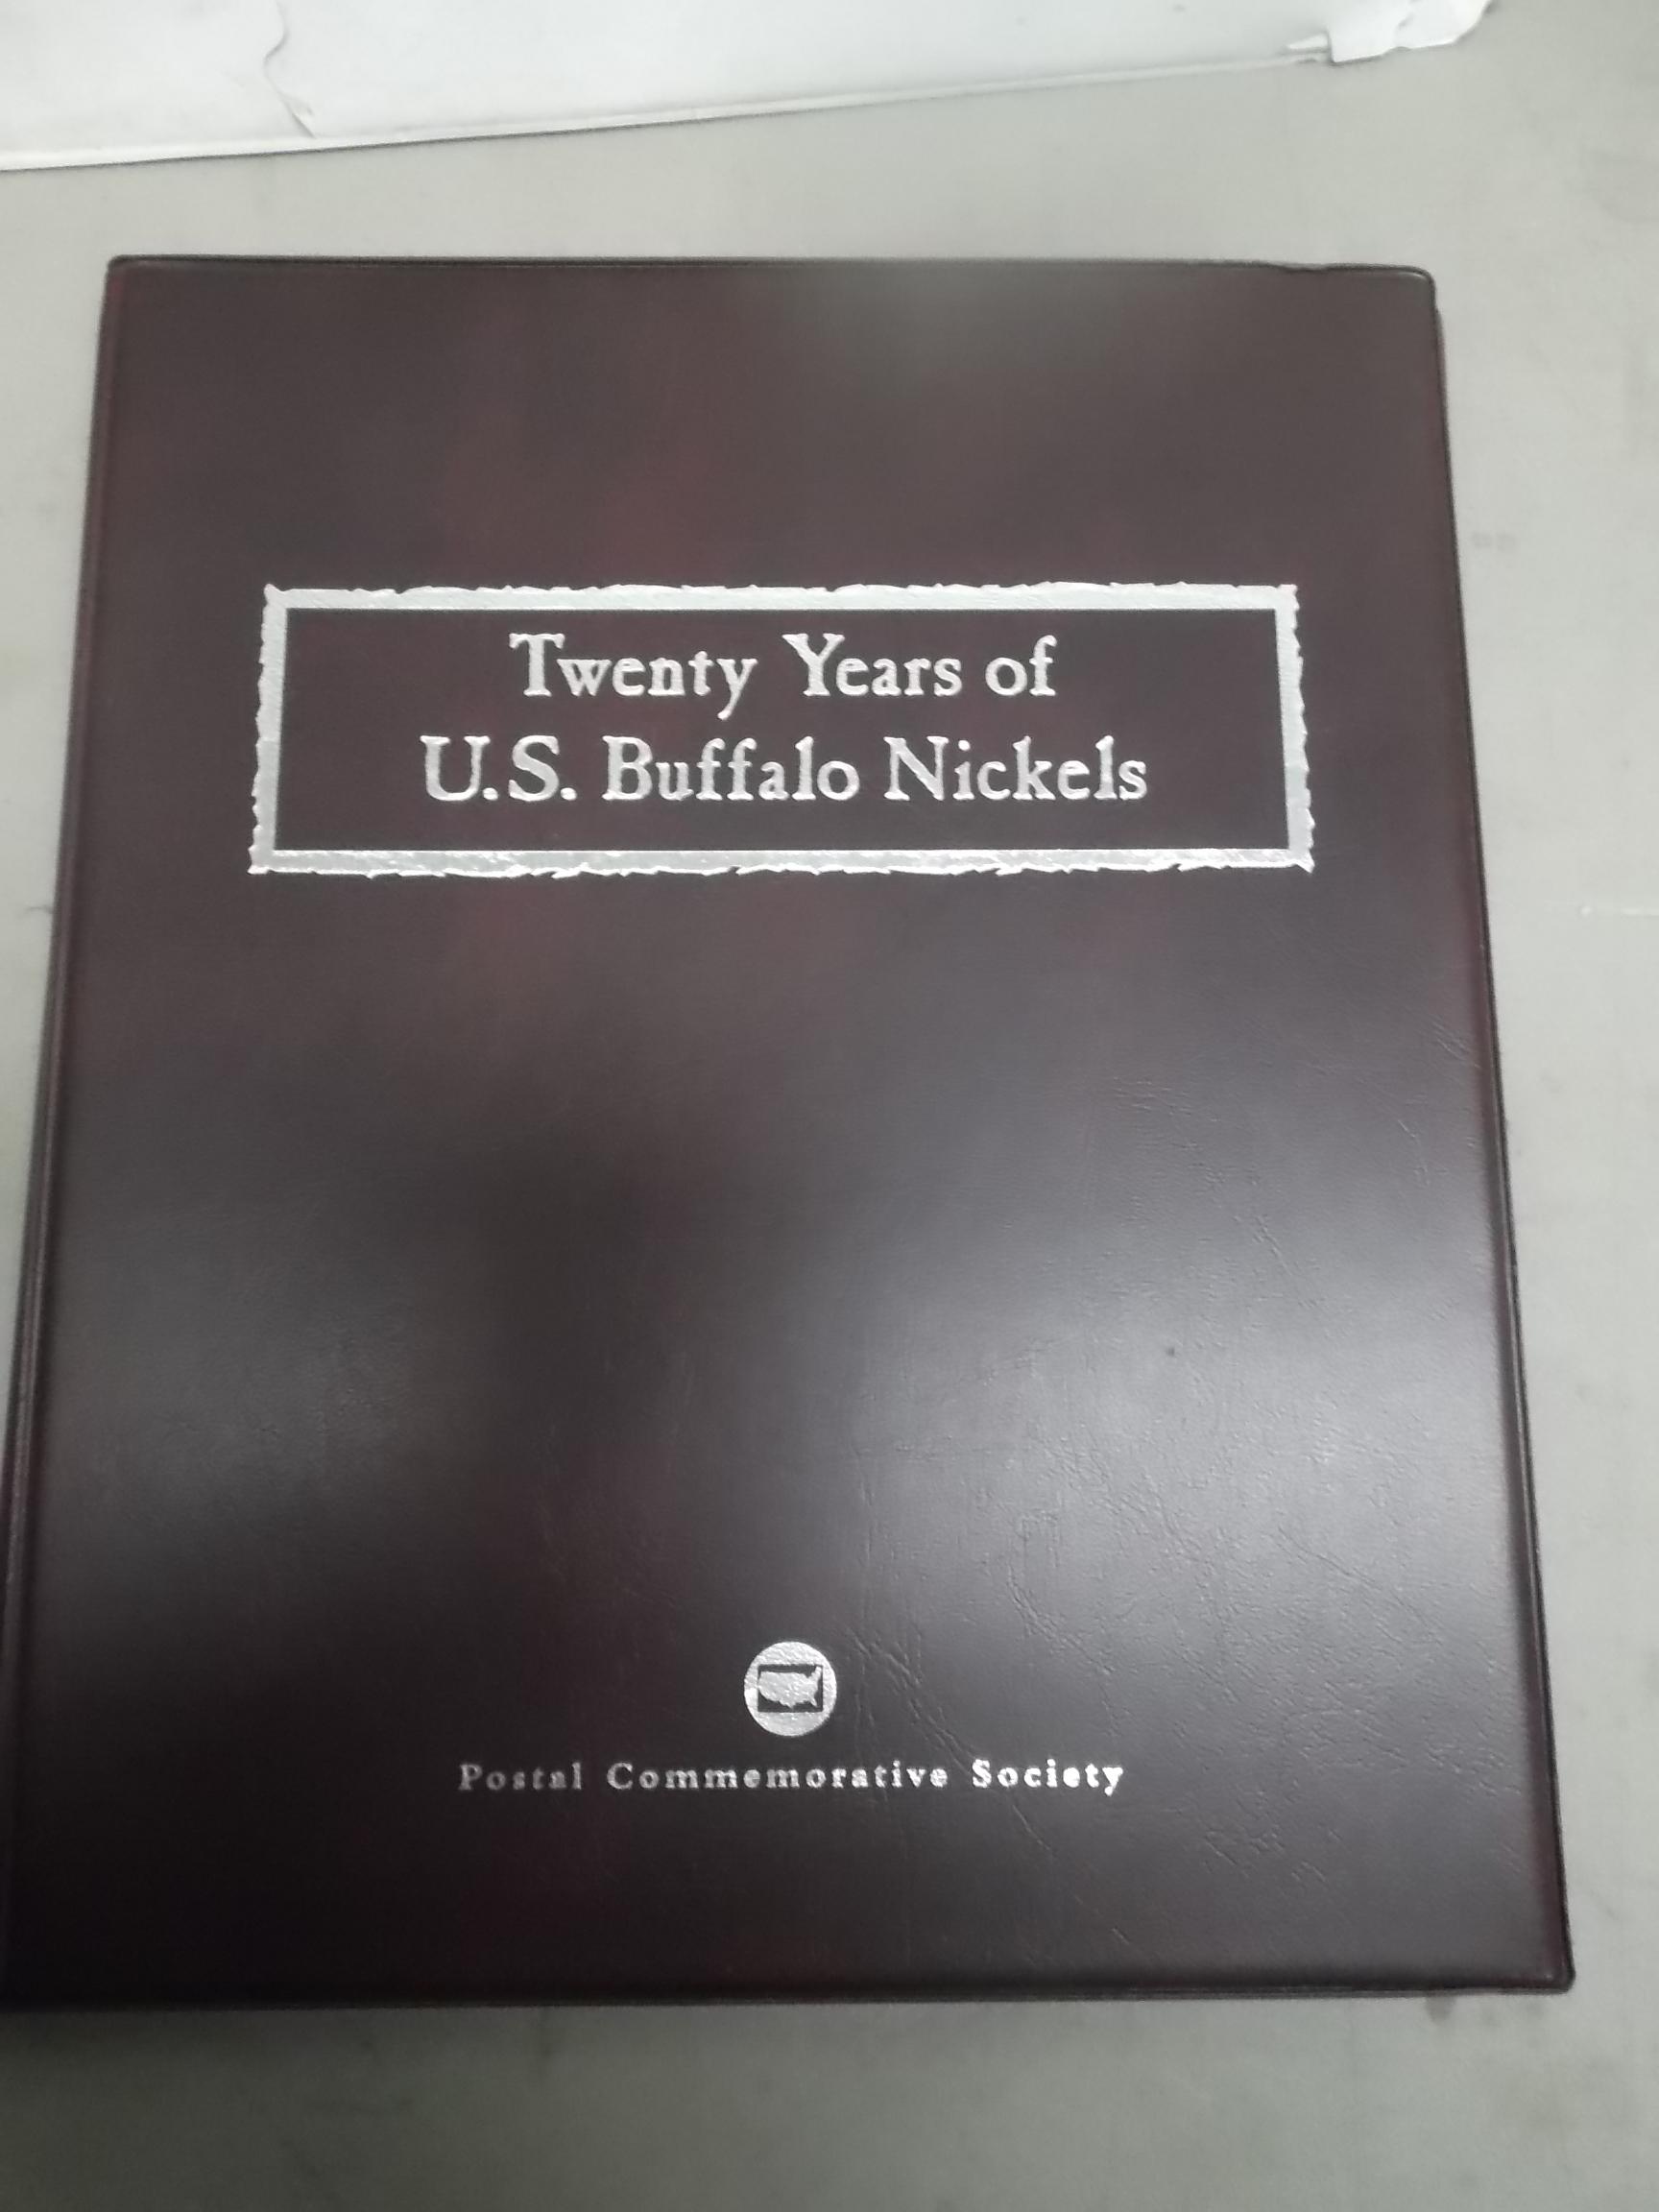 Twenty Years of
U.S. Buffalo Nickels
Postal Commemorative Society